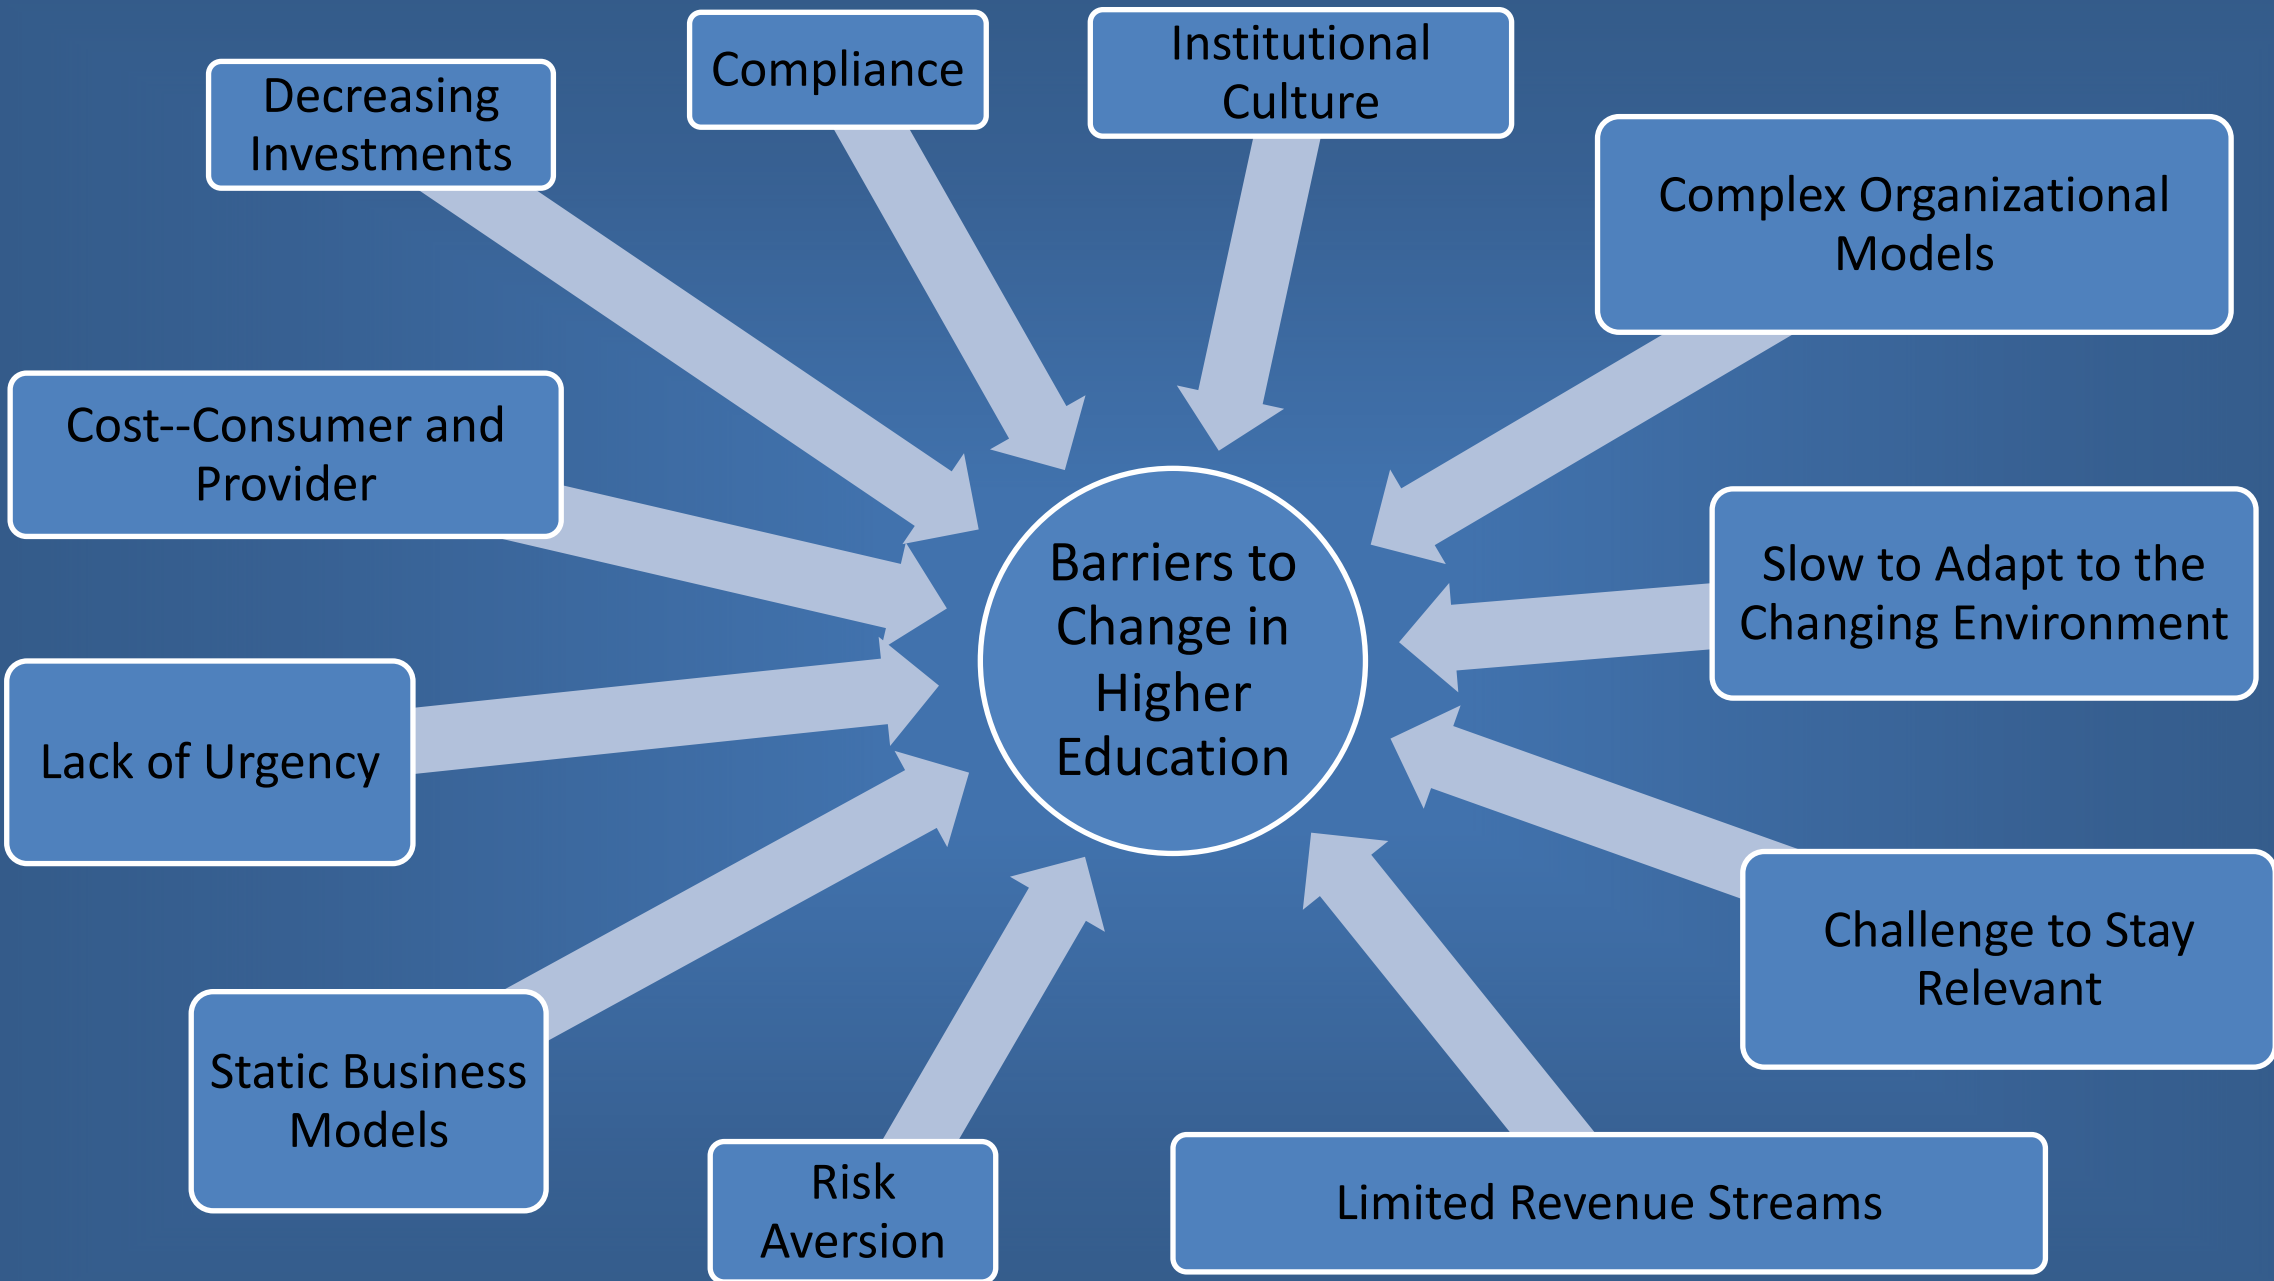 Compliance
Institutional
Culture
Decreasing
Investments
Complex Organizational
Models
Cost--Consumer and
Provider
Slow to Adapt to the
Changing Environment
Barriers to
Change in
Higher
Education
Lack of Urgency
Challenge to Stay
Relevant
Static Business
Models
Risk
Aversion
Limited Revenue Streams